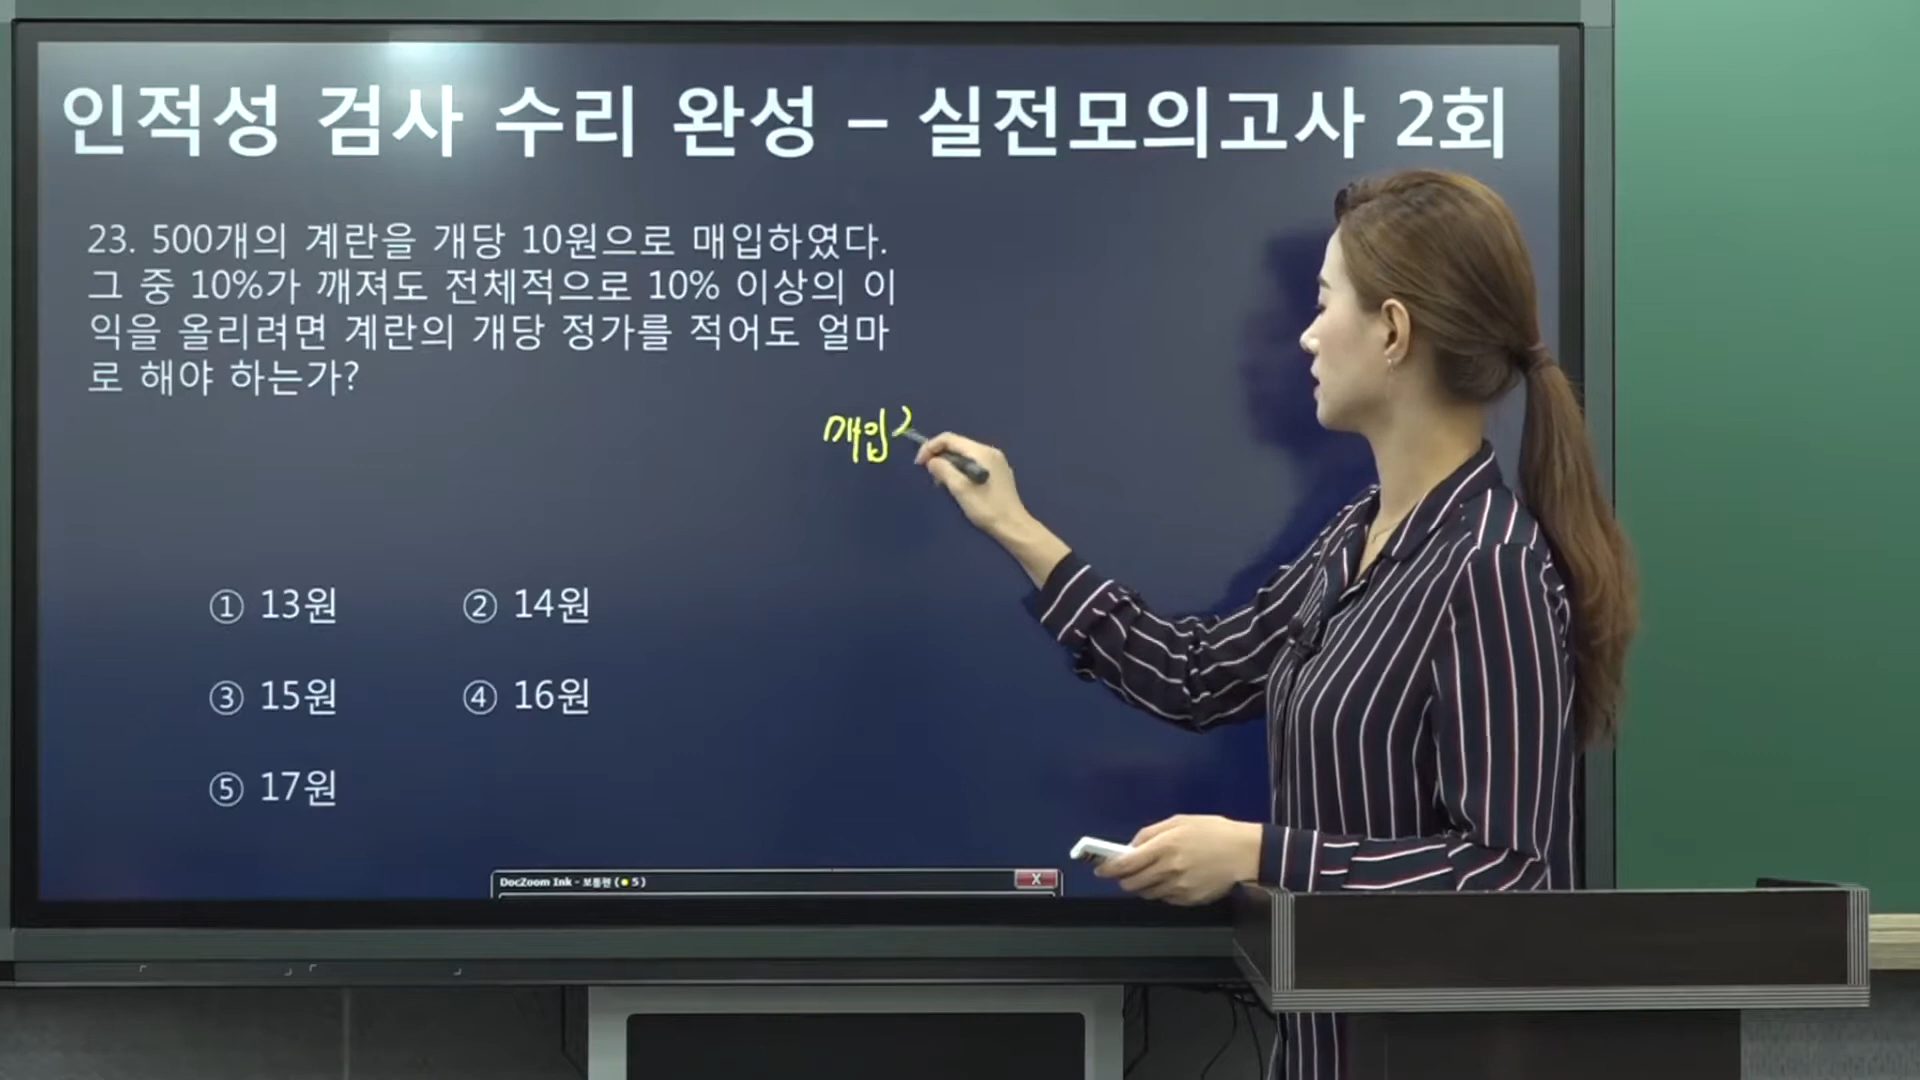 인적성 검사 수리 완성 – 실전모의고사 2회
23. 500개의 계란을 개당 10원으로 매입하였다.
그 중 10%가 깨져도 전체적으로 10% 이상의 이
익을 올리려면 계란의 개당 정가를 적어도 얼마
로 해야 하는가?
매입
① 13원 ② 14원
③ 15원 ④ 16원
⑤ 17원
DocZoom Ink - 보통펜 ( 5 )
X